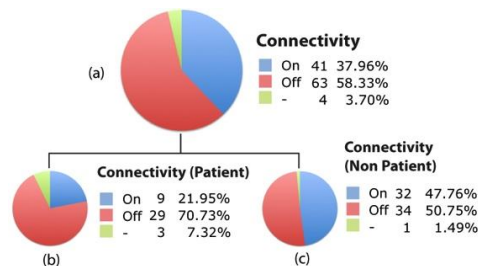 (a)
Connectivity
On 41 37.96%
Off 63 58.33%
- 4 3.70%
Connectivity (Patient)
On 9 21.95%
Off 29 70.73%
- 3 7.32%
(b)
Connectivity
(Non Patient)
On 32 47.76%
Off 34 50.75%
- 1 1.49%
(c)